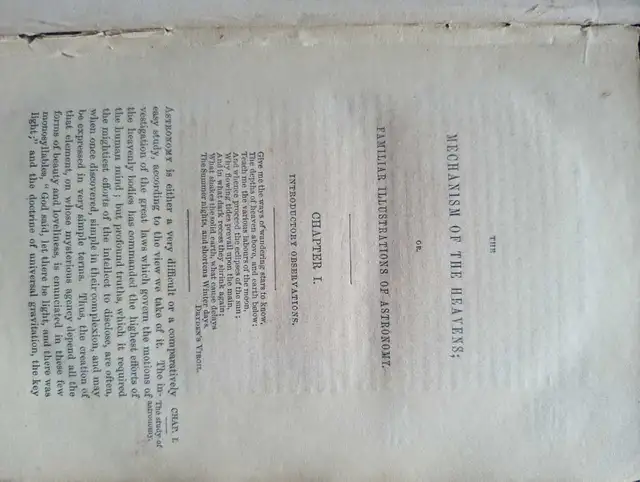 THE
MECHANISM OF THE HEAVENS;
OR,
FAMILIAR ILLUSTRATIONS OF ASTRONOMY.
CHAPTER I.
INTRODUCTORY OBSERVATIONS.
Give me the ways of wandering stars to know,
The depths of heaven above, and earth below;
Teach me the various labours of the moon,
And whence proceed the eclipses of the sun;
Why flowing tides prevail upon the main,
And in what dark recess they shrink again;
What shakes the solid earth, what cause delays
The Summer nights, and shortens Winter days.
DRYDEN'S VIRGIL.
ASTRONOMY is either a very difficult or a comparatively
easy study, according to the view we take of it. The in-
vestigation of the great laws which govern the motions of
the heavenly bodies has commanded the highest efforts of
the human mind; but profound truths, which it required
the mightiest efforts of the intellect to disclose, are often,
when once discovered, simple in their complexion, and may
be expressed in very simple terms. Thus, the creation of
that element, on whose mysterious agency depend all the
forms of beauty and loveliness, is enunciated in these few
monosyllables, "God said, let there be light, and there was
light;" and the doctrine of universal gravitation, the key
CHAP. I.
The study of
astronomy.